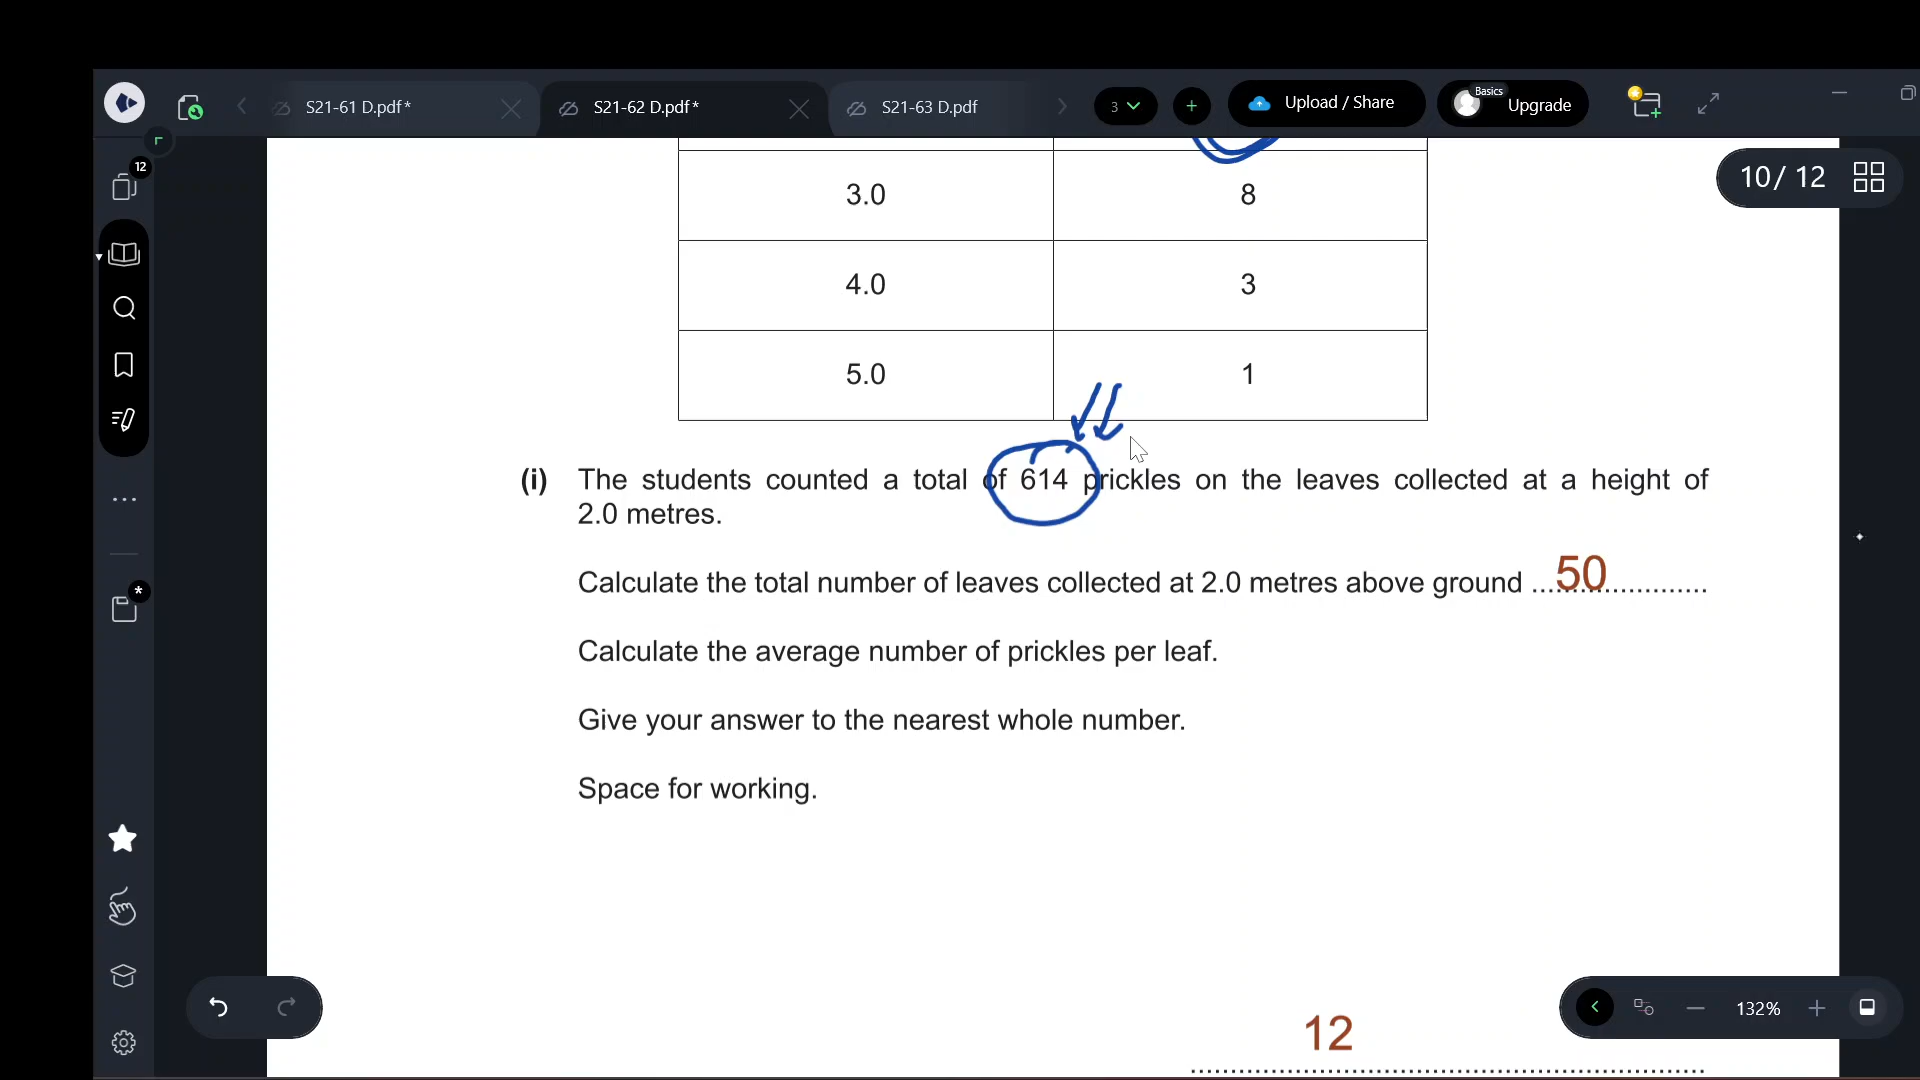 S21-61 D.pdf*
S21-62 D.pdf*
S21-63 D.pdf
3
+
Upload / Share
Basics
Upgrade
12
10/ 12
3.0 8
4.0 3
5.0 1
(i) The students counted a total of 614 prickles on the leaves collected at a height of
2.0 metres.
Calculate the total number of leaves collected at 2.0 metres above ground ...50......................
Calculate the average number of prickles per leaf.
Give your answer to the nearest whole number.
Space for working.
132%
12